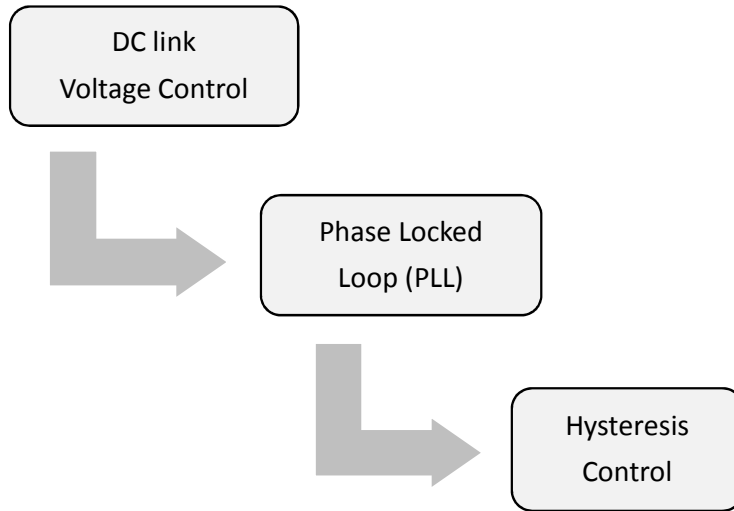 DC link
Voltage Control
Phase Locked
Loop (PLL)
Hysteresis
Control